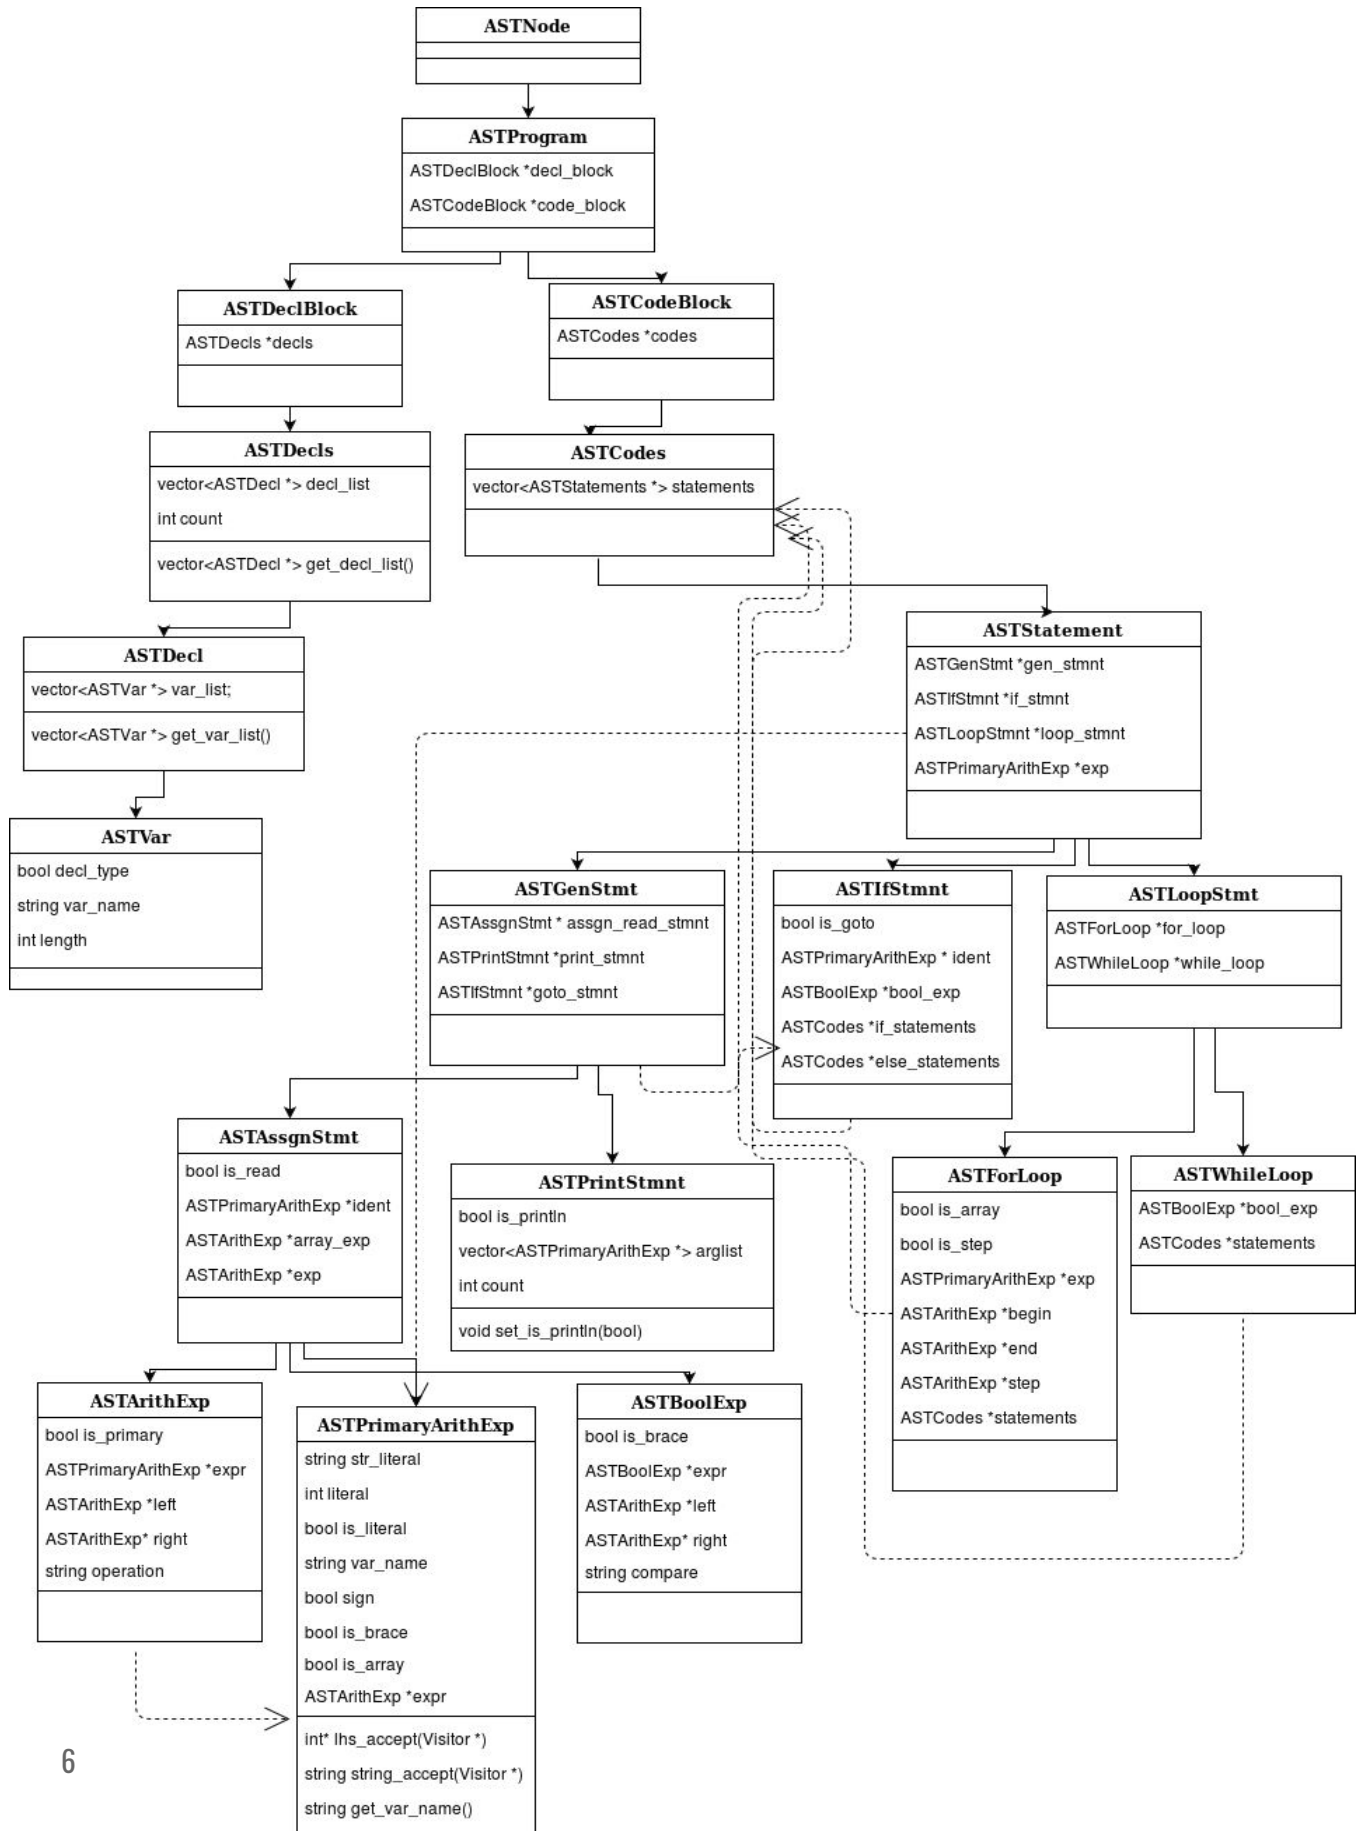 ASTNode
ASTProgram
ASTDeclBlock *decl_block
ASTCodeBlock *code_block
ASTDeclBlock
ASTDecls *decls
ASTCodeBlock
ASTCodes *codes
ASTDecls
vector<ASTDecl *> decl_list
int count
vector<ASTDecl *> get_decl_list()
ASTCodes
vector<ASTStatements *> statements
ASTDecl
vector<ASTVar *> var_list;
vector<ASTVar *> get_var_list()
ASTStatement
ASTGenStmt *gen_stmnt
ASTIfStmnt *if_stmnt
ASTLoopStmnt *loop_stmnt
ASTPrimaryArithExp *exp
ASTVar
bool decl_type
string var_name
int length
ASTGenStmt
ASTAssgnStmt * assgn_read_stmnt
ASTPrintStmnt *print_stmnt
ASTIfStmnt *goto_stmnt
ASTIfStmnt
bool is_goto
ASTPrimaryArithExp * ident
ASTBoolExp *bool_exp
ASTCodes *if_statements
ASTCodes *else_statements
ASTLoopStmt
ASTForLoop *for_loop
ASTWhileLoop *while_loop
ASTAssgnStmt
bool is_read
ASTPrimaryArithExp *ident
ASTArithExp *array_exp
ASTArithExp *exp
ASTPrintStmnt
bool is_println
vector<ASTPrimaryArithExp *> arglist
int count
void set_is_println(bool)
ASTForLoop
bool is_array
bool is_step
ASTPrimaryArithExp *exp
ASTArithExp *begin
ASTArithExp *end
ASTArithExp *step
ASTCodes *statements
ASTWhileLoop
ASTBoolExp *bool_exp
ASTCodes *statements
ASTArithExp
bool is_primary
ASTPrimaryArithExp *expr
ASTArithExp *left
ASTArithExp* right
string operation
ASTPrimaryArithExp
string str_literal
int literal
bool is_literal
string var_name
bool sign
bool is_brace
bool is_array
ASTArithExp *expr
int* lhs_accept(Visitor *)
string string_accept(Visitor *)
string get_var_name()
ASTBoolExp
bool is_brace
ASTBoolExp *expr
ASTArithExp *left
ASTArithExp* right
string compare
6